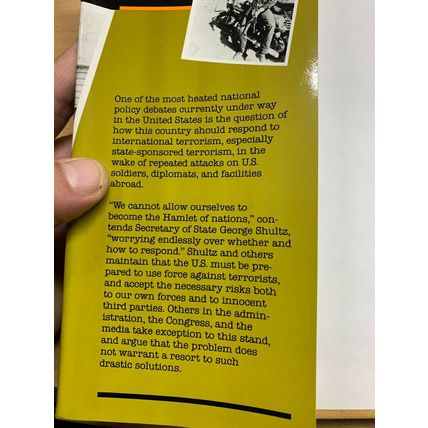 One of the most heated national
policy debates currently under way
in the United States is the question of
how this country should respond to
international terrorism, especially
state-sponsored terrorism, in the
wake of repeated attacks on U.S.
soldiers, diplomats, and facilities
abroad.
“We cannot allow ourselves to
become the Hamlet of nations,” con-
tends Secretary of State George Shultz,
“worrying endlessly over whether and
how to respond.” Shultz and others
maintain that the U.S. must be pre-
pared to use force against terrorists,
and accept the necessary risks both
to our own forces and to innocent
third parties. Others in the admin-
istration, the Congress, and the
media take exception to this stand,
and argue that the problem does
not warrant a resort to such
drastic solutions.